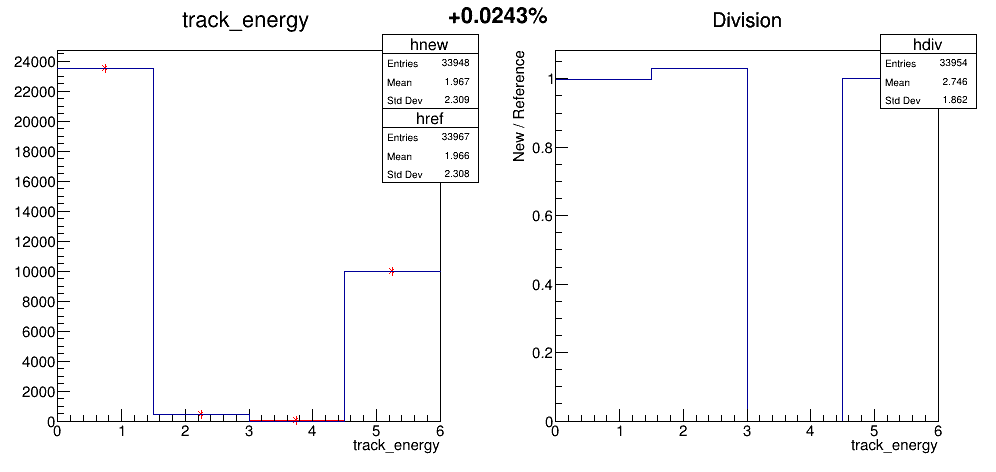 +0.0243%
track_energy
hnew
Entries 33948
Mean 1.967
Std Dev 2.309
href
Entries 33967
Mean 1.966
Std Dev 2.308
24000
22000
20000
18000
16000
14000
12000
10000
8000
6000
4000
2000
0
0 1 2 3 4 5 6
track_energy
Division
hdiv
Entries 33954
Mean 2.746
Std Dev 1.862
New / Reference
1
0.8
0.6
0.4
0.2
0
0 1 2 3 4 5 6
track_energy